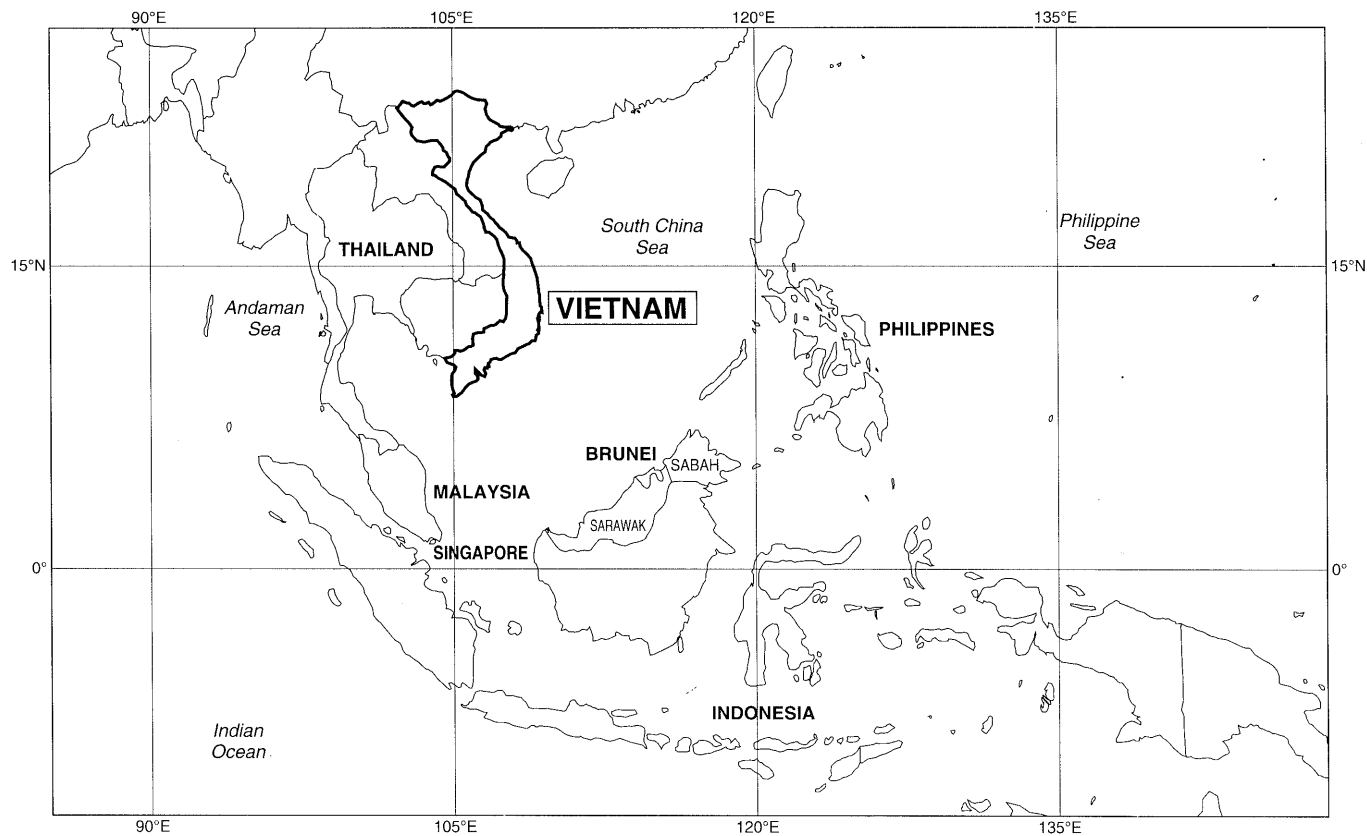 90°E
105°E
120°E
135°E
South China
Sea
Philippine
Sea
THAILAND
15°N
15°N
Andaman
Sea
VIETNAM
PHILIPPINES
BRUNEI
SABAH
MALAYSIA
SARAWAK
SINGAPORE
0°
0°
INDONESIA
Indian
Ocean
90°E
105°E
120°E
135°E